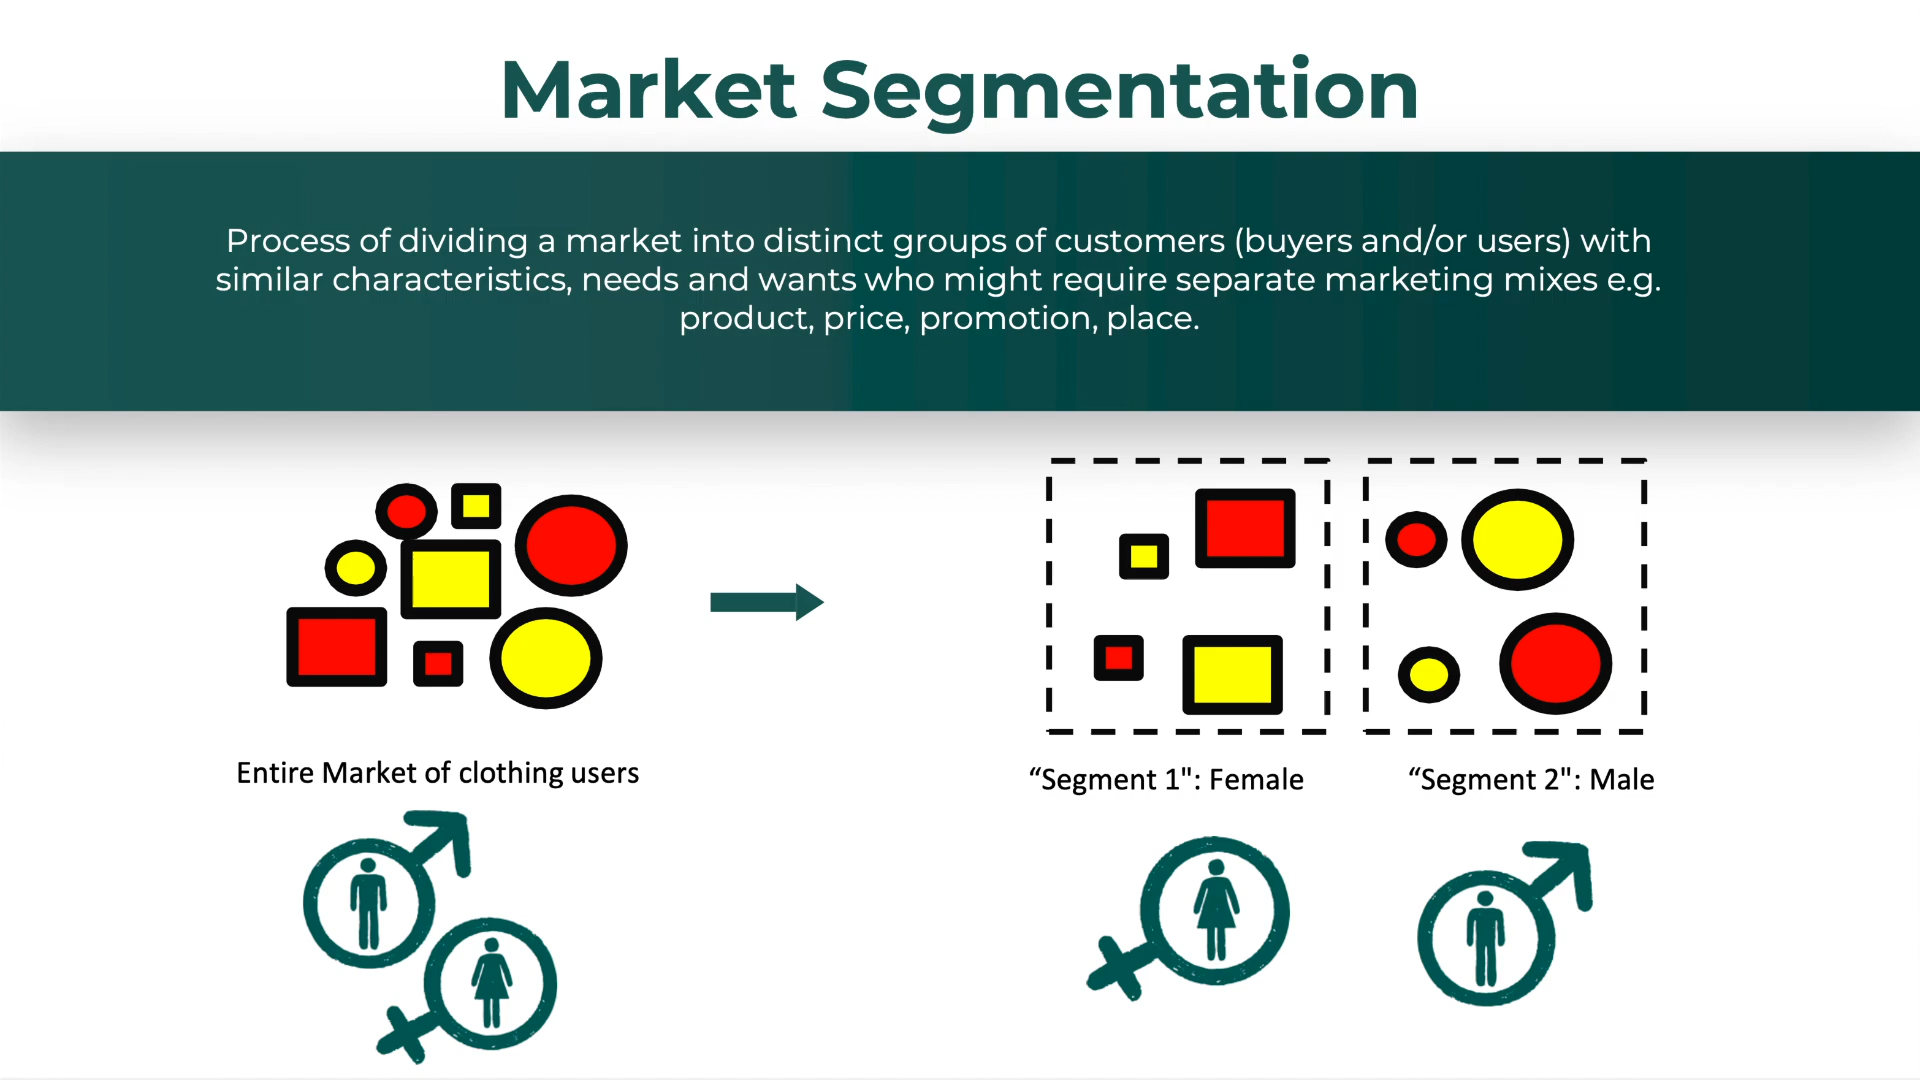 Market Segmentation
Process of dividing a market into distinct groups of customers (buyers and/or users) with
similar characteristics, needs and wants who might require separate marketing mixes e.g.
product, price, promotion, place.
Entire Market of clothing users
“Segment 1": Female
“Segment 2": Male